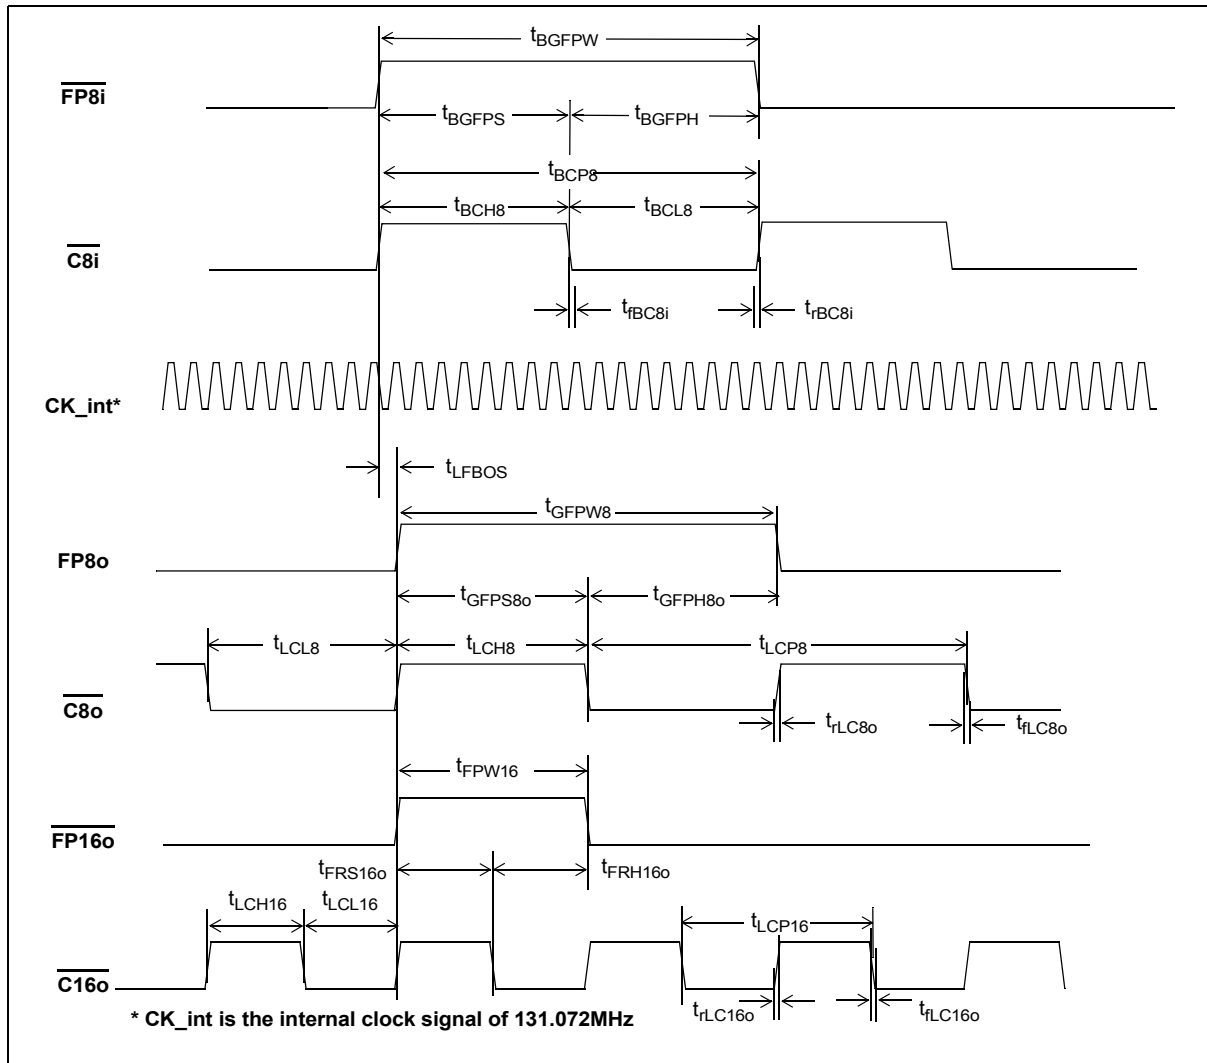 tBGFPW
FP8i
tBGFPS tBGFPH
tBCP8
tBCH8 tBCL8
C8i
tfBC8i trBC8i
CK_int*
tLFBOS
tGFPW8
FP8o
tGFPS8o tGFPH8o
tLCL8 tLCH8 tLCP8
C8o
trLC8o tfLC8o
tFPW16
FP16o
tFRS16o tFRH16o
tLCH16 tLCL16 tLCP16
C16o
trLC16o tfLC16o
* CK_int is the internal clock signal of 131.072MHz